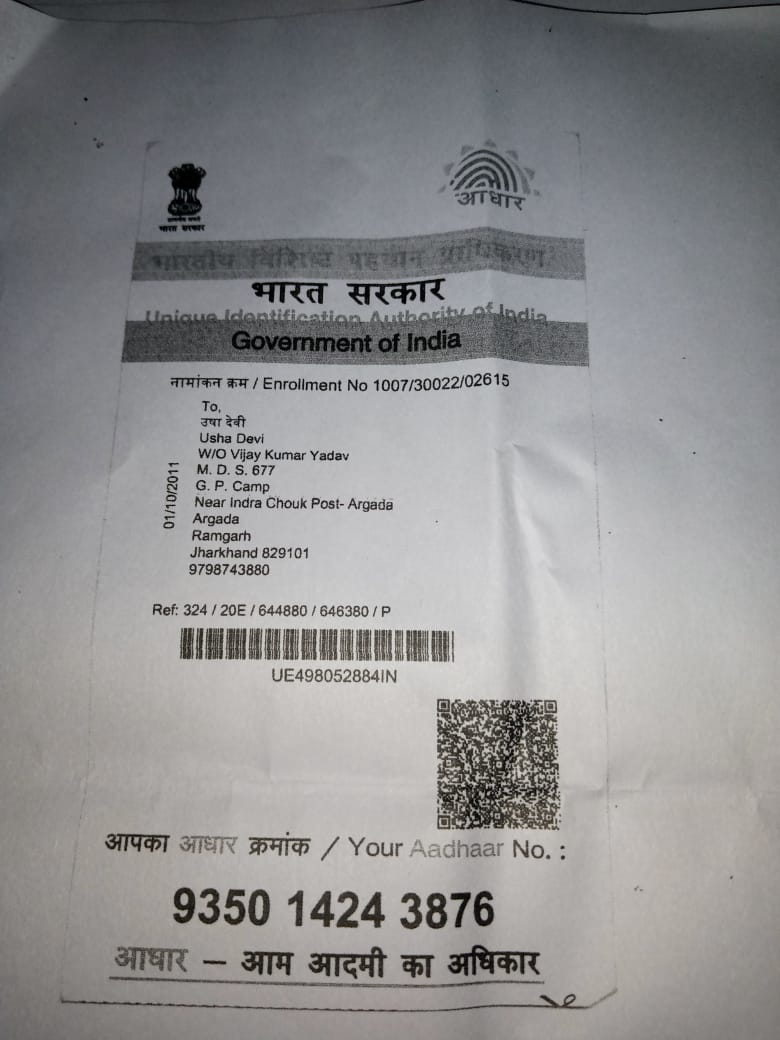 आधार
भारत सरकार
भारतीय विशिष्ट पहचान प्राधिकरण
भारत सरकार
Unique Identification Authority of India
Government of India
नामांकन क्रम / Enrollment No 1007/30022/02615
To,
उषा देवी
Usha Devi
W/O Vijay Kumar Yadav
M. D. S. 677
G. P. Camp
Near Indra Chouk Post- Argada
Argada
Ramgarh
Jharkhand 829101
9798743880
01/10/2011
Ref: 324 / 20E / 644880 / 646380 / P
UE498052884IN
आपका आधार क्रमांक / Your Aadhaar No. :
9350 1424 3876
आधार – आम आदमी का अधिकार